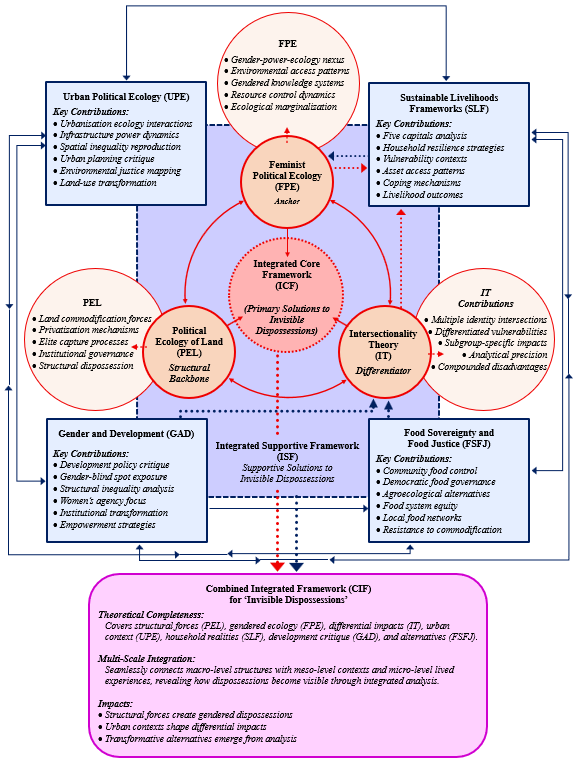 FPE
• Gender-power-ecology nexus
• Environmental access patterns
• Gendered knowledge systems
• Resource control dynamics
• Ecological marginalization
Urban Political Ecology (UPE)
Key Contributions:
• Urbanisation ecology interactions
• Infrastructure power dynamics
• Spatial inequality reproduction
• Urban planning critique
• Environmental justice mapping
• Land-use transformation
Sustainable Livelihoods
Frameworks (SLF)
Key Contributions:
• Five capitals analysis
• Household resilience strategies
• Vulnerability contexts
• Asset access patterns
• Coping mechanisms
• Livelihood outcomes
Feminist
Political Ecology
(FPE)
Anchor
Integrated Core
Framework
(ICF)
(Primary Solutions to
Invisible
Dispossessions)
PEL
• Land commodification forces
• Privatization mechanisms
• Elite capture processes
• Institutional governance
• Structural dispossession
Political
Ecology of Land
(PEL)
Structural
Backbone
Intersectionality
Theory
(IT)
Differentiator
IT
Contributions
• Multiple identity intersections
• Differentiated vulnerabilities
• Subgroup-specific impacts
• Analytical precision
• Compounded disadvantages
Gender and Development (GAD)
Key Contributions:
• Development policy critique
• Gender-blind spot exposure
• Structural inequality analysis
• Women's agency focus
• Institutional transformation
• Empowerment strategies
Integrated Supportive Framework
(ISF)
Supportive Solutions to
Invisible Dispossessions
Food Sovereignty and
Food Justice (FSFJ)
Key Contributions:
• Community food control
• Democratic food governance
• Agroecological alternatives
• Food system equity
• Local food networks
• Resistance to commodification
Combined Integrated Framework (CIF)
for 'Invisible Dispossessions'
Theoretical Completeness:
Covers structural forces (PEL), gendered ecology (FPE), differential impacts (IT), urban
context (UPE), household realities (SLF), development critique (GAD), and alternatives (FSFJ).
Multi-Scale Integration:
Seamlessly connects macro-level structures with meso-level contexts and micro-level lived
experiences, revealing how dispossessions become visible through integrated analysis.
Impacts:
• Structural forces create gendered dispossessions
• Urban contexts shape differential impacts
• Transformative alternatives emerge from analysis